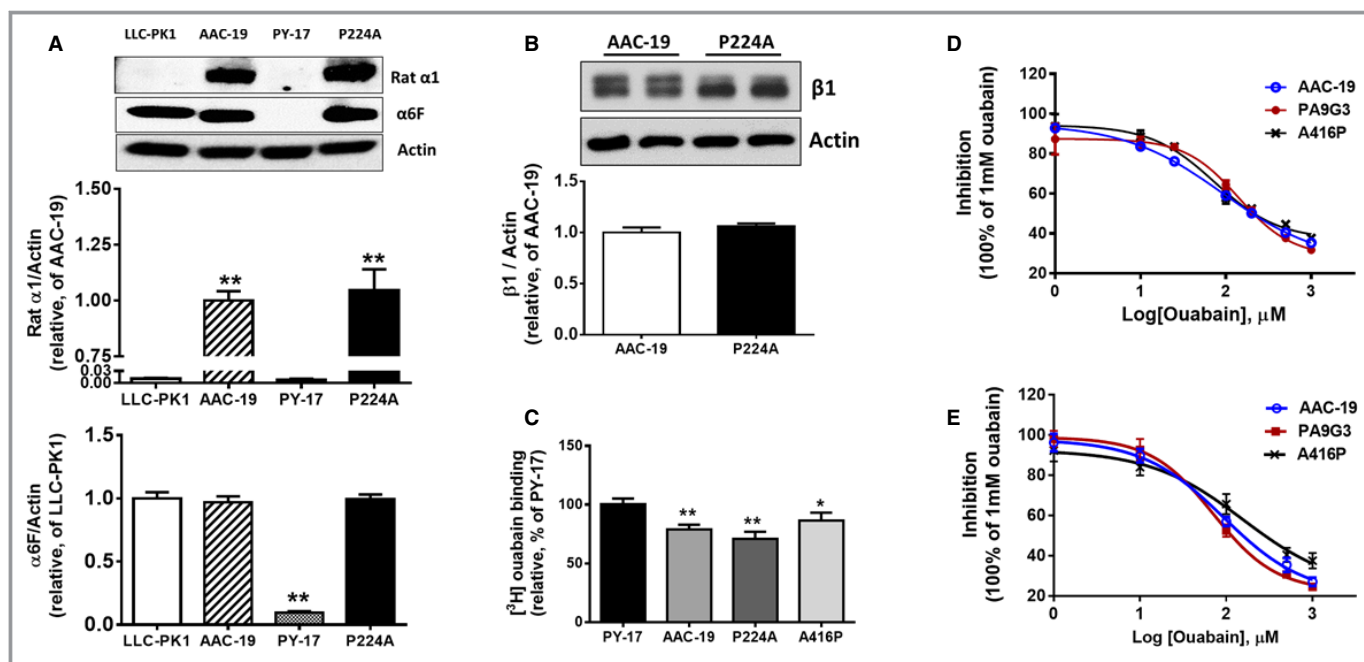 A
LLC-PK1 AAC-19 PY-17 P224A
Rat α1
α6F
Actin
Rat α1/Actin
(relative, of AAC-19)
1.50
1.25
1.00
0.75
0.03
0.00
**
**
LLC-PK1 AAC-19 PY-17 P224A
α6F/Actin
(relative, of LLC-PK1)
1.5
1.0
0.5
0.0
**
LLC-PK1 AAC-19 PY-17 P224A
B
AAC-19 P224A
β1
Actin
β1 / Actin
(relative, of AAC-19)
1.5
1.0
0.5
0.0
AAC-19 P224A
C
[³H] ouabain binding
(relative, % of PY-17)
150
100
50
0
**
**
*
PY-17 AAC-19 P224A A416P
D
AAC-19
PA9G3
A416P
Inhibition
(100% of 1mM ouabain)
120
100
80
60
40
20
0 1 2 3
Log[Ouabain], μM
E
AAC-19
PA9G3
A416P
Inhibition
(100% of 1mM ouabain)
120
100
80
60
40
20
0 1 2 3
Log [Ouabain], μM